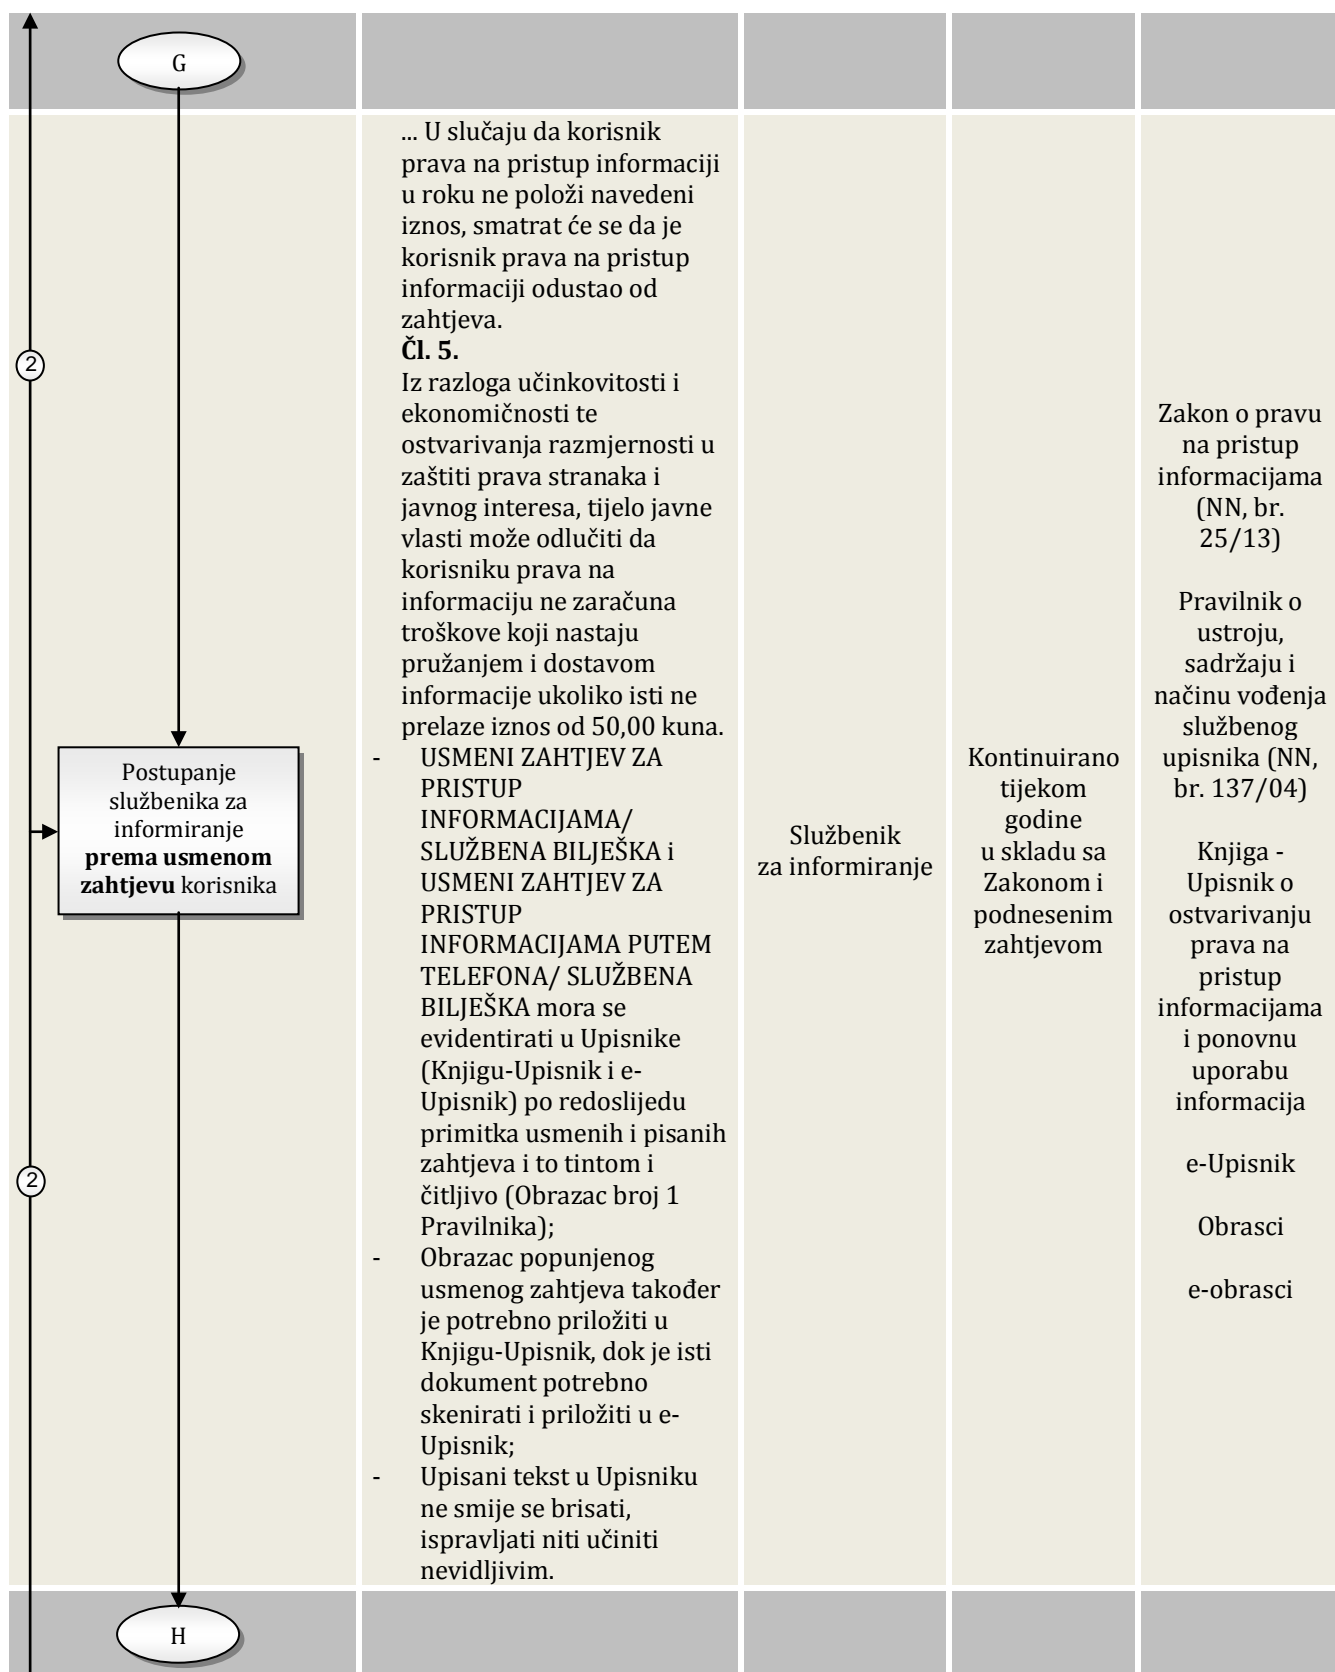 G
... U slučaju da korisnik
prava na pristup informaciji
u roku ne položi navedeni
iznos, smatrat će se da je
korisnik prava na pristup
informaciji odustao od
zahtjeva.
Čl. 5.
Iz razloga učinkovitosti i
ekonomičnosti te
ostvarivanja razmjernosti u
zaštiti prava stranaka i
javnog interesa, tijelo javne
vlasti može odlučiti da
korisniku prava na
informaciju ne zaračuna
troškove koji nastaju
pružanjem i dostavom
informacije ukoliko isti ne
prelaze iznos od 50,00 kuna.
- USMENI ZAHTJEV ZA
PRISTUP
INFORMACIJAMA/
SLUŽBENA BILJEŠKA i
USMENI ZAHTJEV ZA
PRISTUP
INFORMACIJAMA PUTEM
TELEFONA/ SLUŽBENA
BILJEŠKA mora se
evidentirati u Upisnike
(Knjigu-Upisnik i e-
Upisnik) po redoslijedu
primitka usmenih i pisanih
zahtjeva i to tintom i
čitljivo (Obrazac broj 1
Pravilnika);
- Obrazac popunjenog
usmenog zahtjeva također
je potrebno priložiti u
Knjigu-Upisnik, dok je isti
dokument potrebno
skenirati i priložiti u e-
Upisnik;
- Upisani tekst u Upisniku
ne smije se brisati,
ispravljati niti učiniti
nevidljivim.
2
Postupanje
službenika za
informiranje
prema usmenom
zahtjevu korisnika
2
Službenik
za informiranje
Kontinuirano
tijekom
godine
u skladu sa
Zakonom i
podnesenim
zahtjevom
Zakon o pravu
na pristup
informacijama
(NN, br.
25/13)
Pravilnik o
ustroju,
sadržaju i
načinu vođenja
službenog
upisnika (NN,
br. 137/04)
Knjiga -
Upisnik o
ostvarivanju
prava na
pristup
informacijama
i ponovnu
uporabu
informacija
e-Upisnik
Obrasci
e-obrasci
H